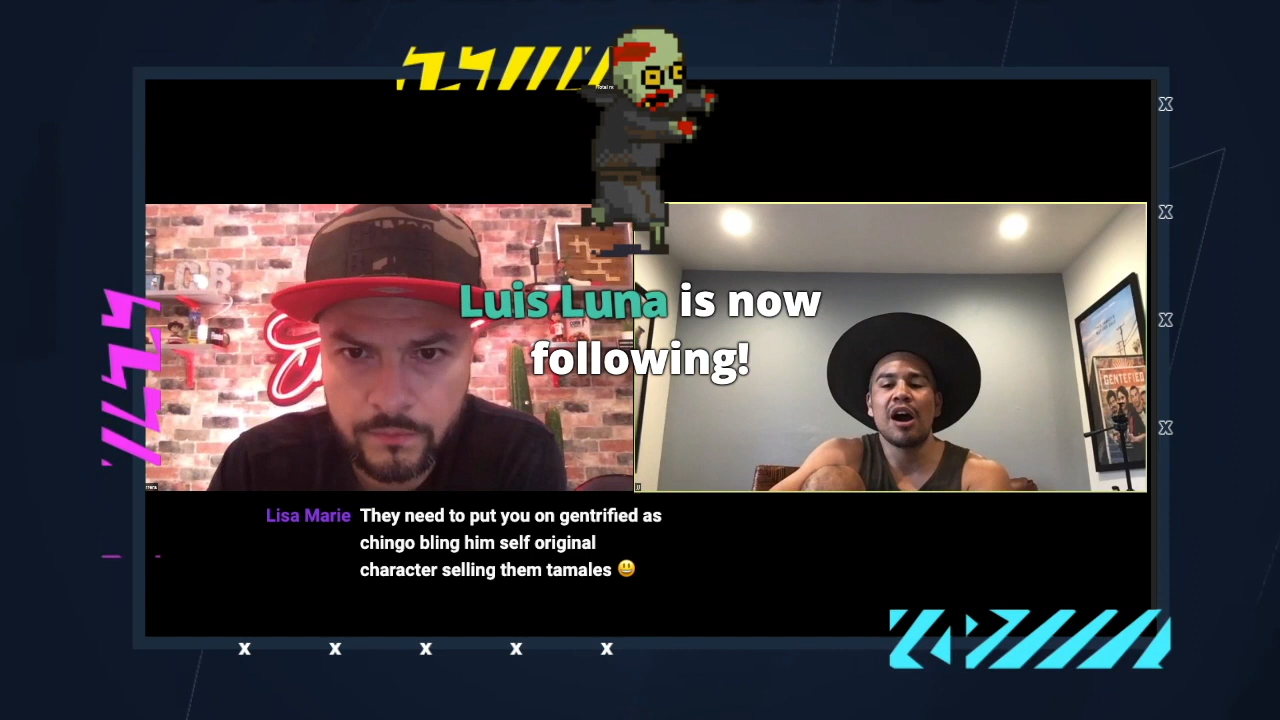 Luis Luna is now
following!
GENTEFIED
Lisa Marie They need to put you on gentrified as
chingo bling him self original
character selling them tamales 😃
x
x
x
x
x x x x x